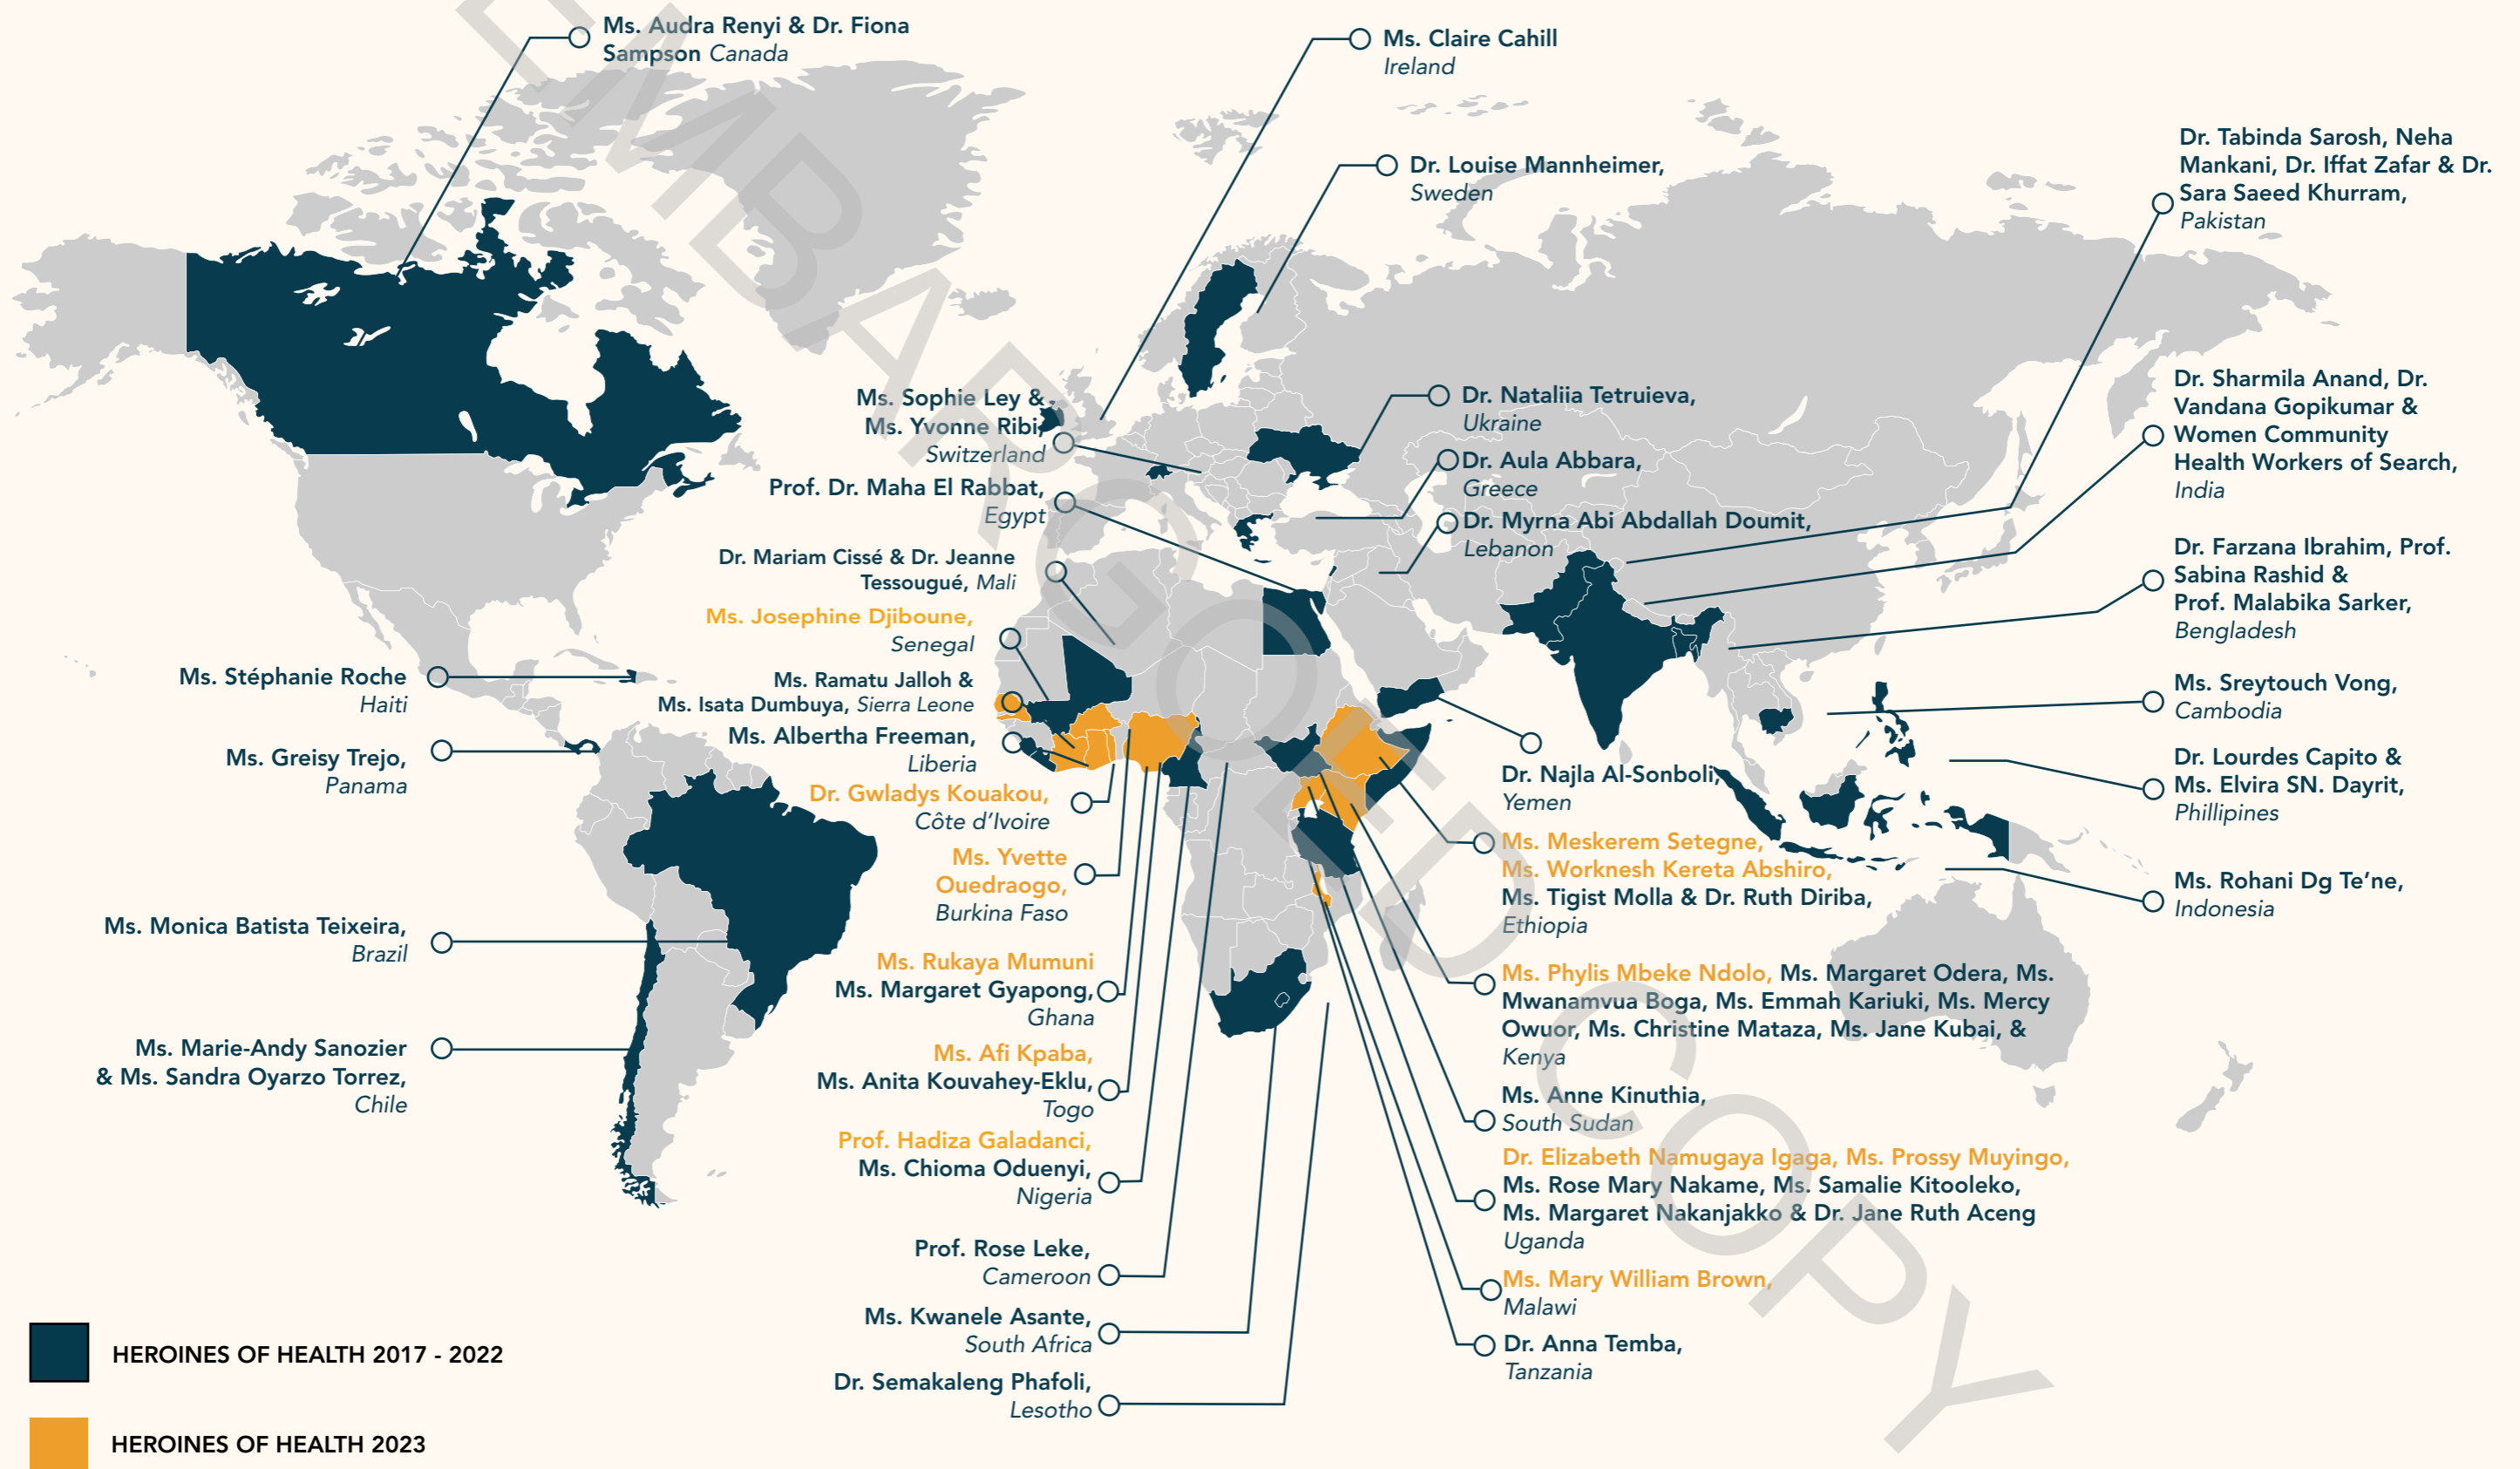 Ms. Audra Renyi & Dr. Fiona
Sampson Canada
Ms. Claire Cahill
Ireland
Dr. Louise Mannheimer,
Sweden
Dr. Tabinda Sarosh, Neha
Mankani, Dr. Iffat Zafar & Dr.
Sara Saeed Khurram,
Pakistan
Ms. Sophie Ley &
Ms. Yvonne Ribi,
Switzerland
Dr. Nataliia Tetruieva,
Ukraine
Dr. Sharmila Anand, Dr.
Vandana Gopikumar &
Women Community
Health Workers of Search,
India
Dr. Aula Abbara,
Greece
Prof. Dr. Maha El Rabbat,
Egypt
Dr. Myrna Abi Abdallah Doumit,
Lebanon
Dr. Mariam Cissé & Dr. Jeanne
Tessougué, Mali
Dr. Farzana Ibrahim, Prof.
Sabina Rashid &
Prof. Malabika Sarker,
Bengladesh
Ms. Josephine Djiboune,
Senegal
Ms. Stéphanie Roche
Haiti
Ms. Ramatu Jalloh &
Ms. Isata Dumbuya, Sierra Leone
Ms. Sreytouch Vong,
Cambodia
Ms. Albertha Freeman,
Liberia
Ms. Greisy Trejo,
Panama
Dr. Najla Al-Sonboli,
Yemen
Dr. Lourdes Capito &
Ms. Elvira SN. Dayrit,
Phillipines
Dr. Gwladys Kouakou,
Côte d’Ivoire
Ms. Yvette
Ouedraogo,
Burkina Faso
Ms. Meskerem Setegne,
Ms. Worknesh Kereta Abshiro,
Ms. Tigist Molla & Dr. Ruth Diriba,
Ethiopia
Ms. Rohani Dg Te’ne,
Indonesia
Ms. Monica Batista Teixeira,
Brazil
Ms. Rukaya Mumuni
Ms. Margaret Gyapong,
Ghana
Ms. Phylis Mbeke Ndolo, Ms. Margaret Odera, Ms.
Mwanamvua Boga, Ms. Emmah Kariuki, Ms. Mercy
Owuor, Ms. Christine Mataza, Ms. Jane Kubai, &
Kenya
Ms. Marie-Andy Sanozier
& Ms. Sandra Oyarzo Torrez,
Chile
Ms. Afi Kpaba,
Ms. Anita Kouvahey-Eklu,
Togo
Ms. Anne Kinuthia,
South Sudan
Prof. Hadiza Galadanci,
Ms. Chioma Oduenyi,
Nigeria
Dr. Elizabeth Namugaya Igaga, Ms. Prossy Muyingo,
Ms. Rose Mary Nakame, Ms. Samalie Kitooleko,
Ms. Margaret Nakanjakko & Dr. Jane Ruth Aceng
Uganda
Prof. Rose Leke,
Cameroon
Ms. Mary William Brown,
Malawi
Ms. Kwanele Asante,
South Africa
Dr. Anna Temba,
Tanzania
Dr. Semakaleng Phafoli,
Lesotho
HEROINES OF HEALTH 2017 - 2022
HEROINES OF HEALTH 2023
EMBARGOED COPY